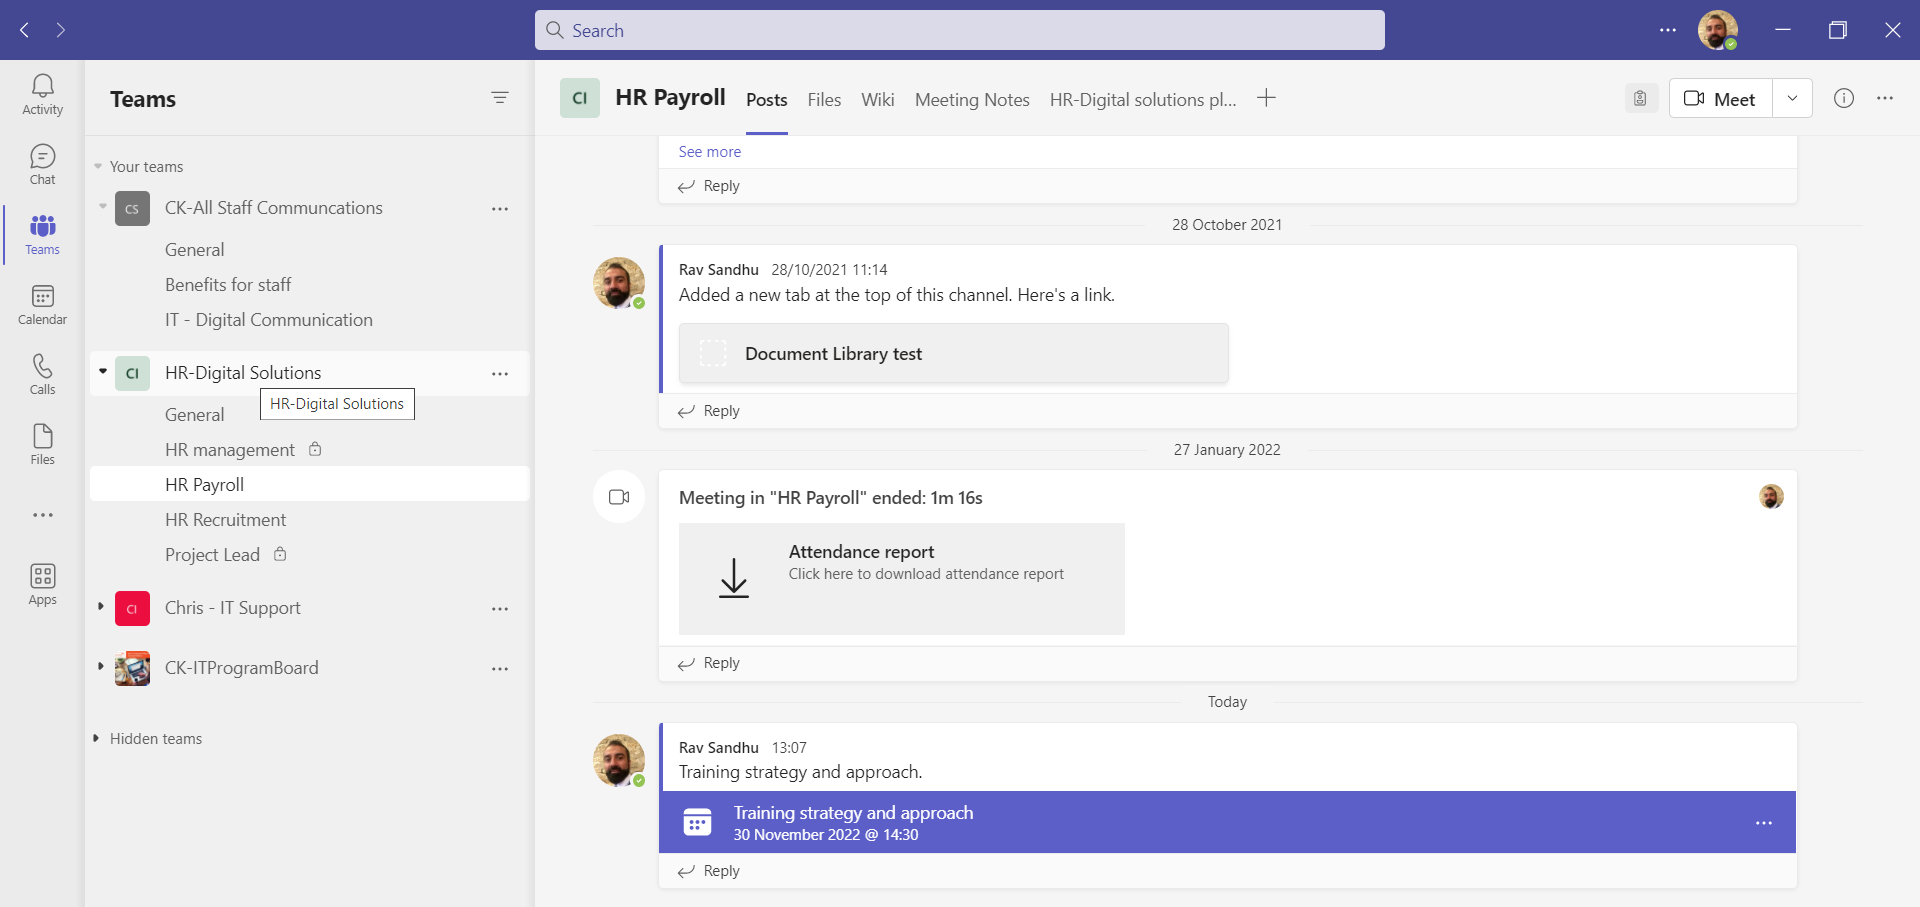 Search
Activity
Chat
Teams
Calendar
Calls
Files
Apps
Teams
Your teams
CS CK-All Staff Communcations
General
Benefits for staff
IT - Digital Communication
CI HR-Digital Solutions
HR-Digital Solutions
General
HR management
HR Payroll
HR Recruitment
Project Lead
CI Chris - IT Support
CK-ITProgramBoard
Hidden teams
CI HR Payroll Posts Files Wiki Meeting Notes HR-Digital solutions pl... Meet
See more
Reply
28 October 2021
Rav Sandhu 28/10/2021 11:14
Added a new tab at the top of this channel. Here's a link.
Document Library test
Reply
27 January 2022
Meeting in "HR Payroll" ended: 1m 16s
Attendance report
Click here to download attendance report
Reply
Today
Rav Sandhu 13:07
Training strategy and approach.
Training strategy and approach
30 November 2022 @ 14:30
Reply